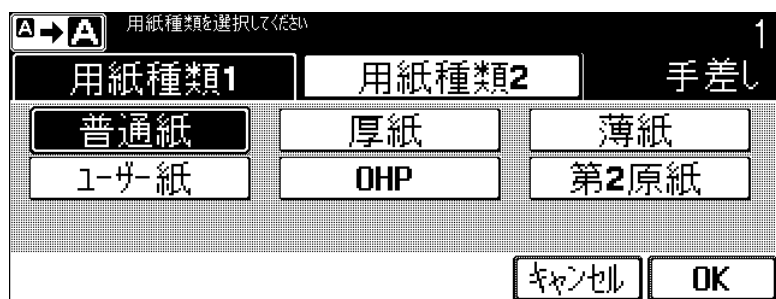 A→A 用紙種類を選択してください 1
用紙種類1 用紙種類2 手差し
普通紙 厚紙 薄紙
ユーザー紙 OHP 第2原紙
キャンセル OK